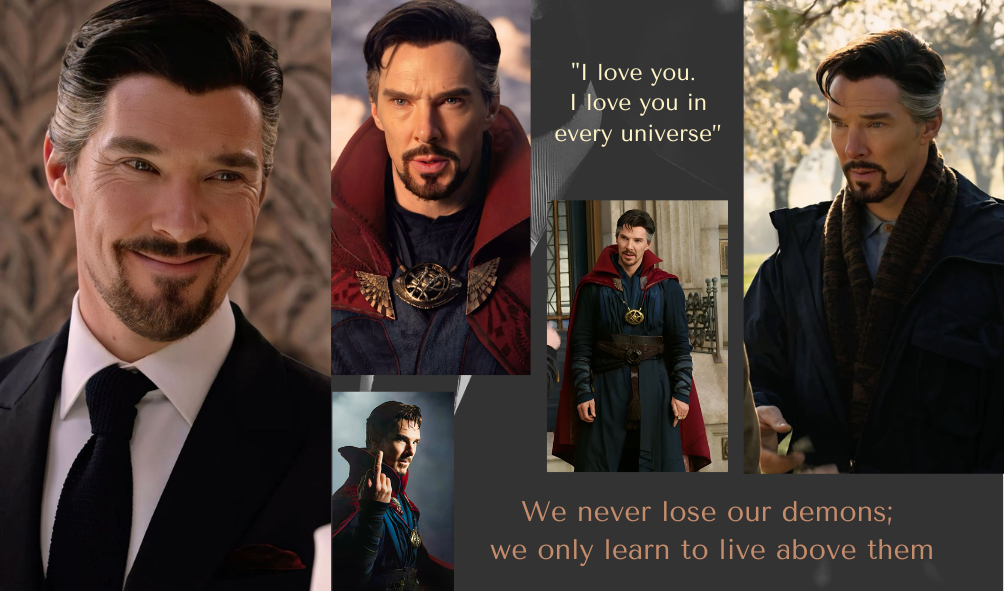 "I love you.
I love you in
every universe"
We never lose our demons;
we only learn to live above them